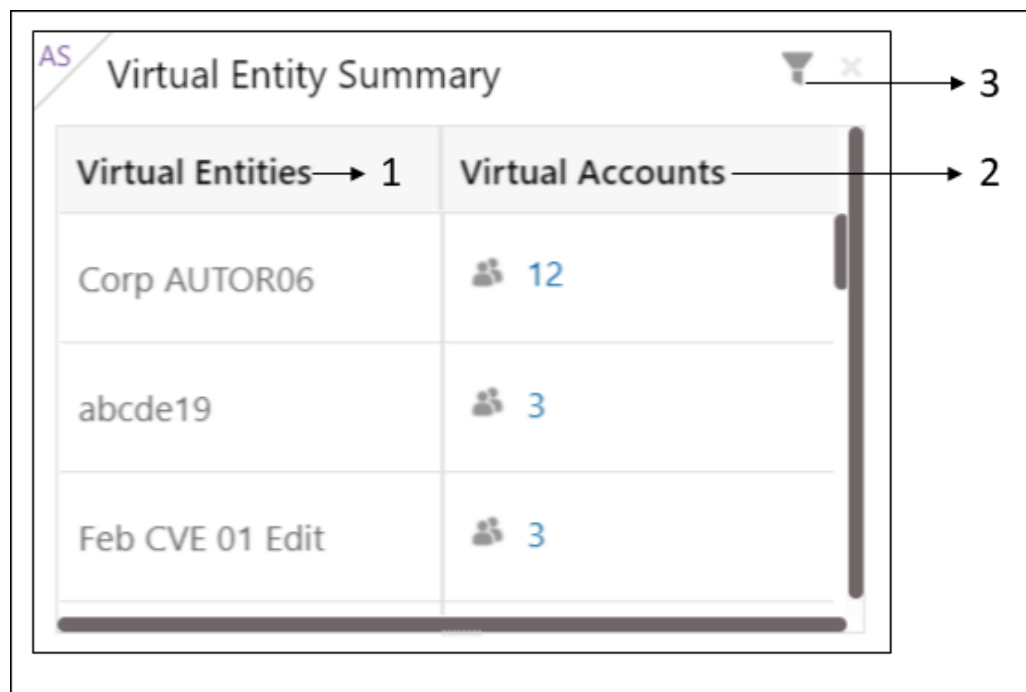 AS
Virtual Entity Summary
3
Virtual Entities 1 Virtual Accounts 2
Corp AUTOR06 12
abcde19 3
Feb CVE 01 Edit 3